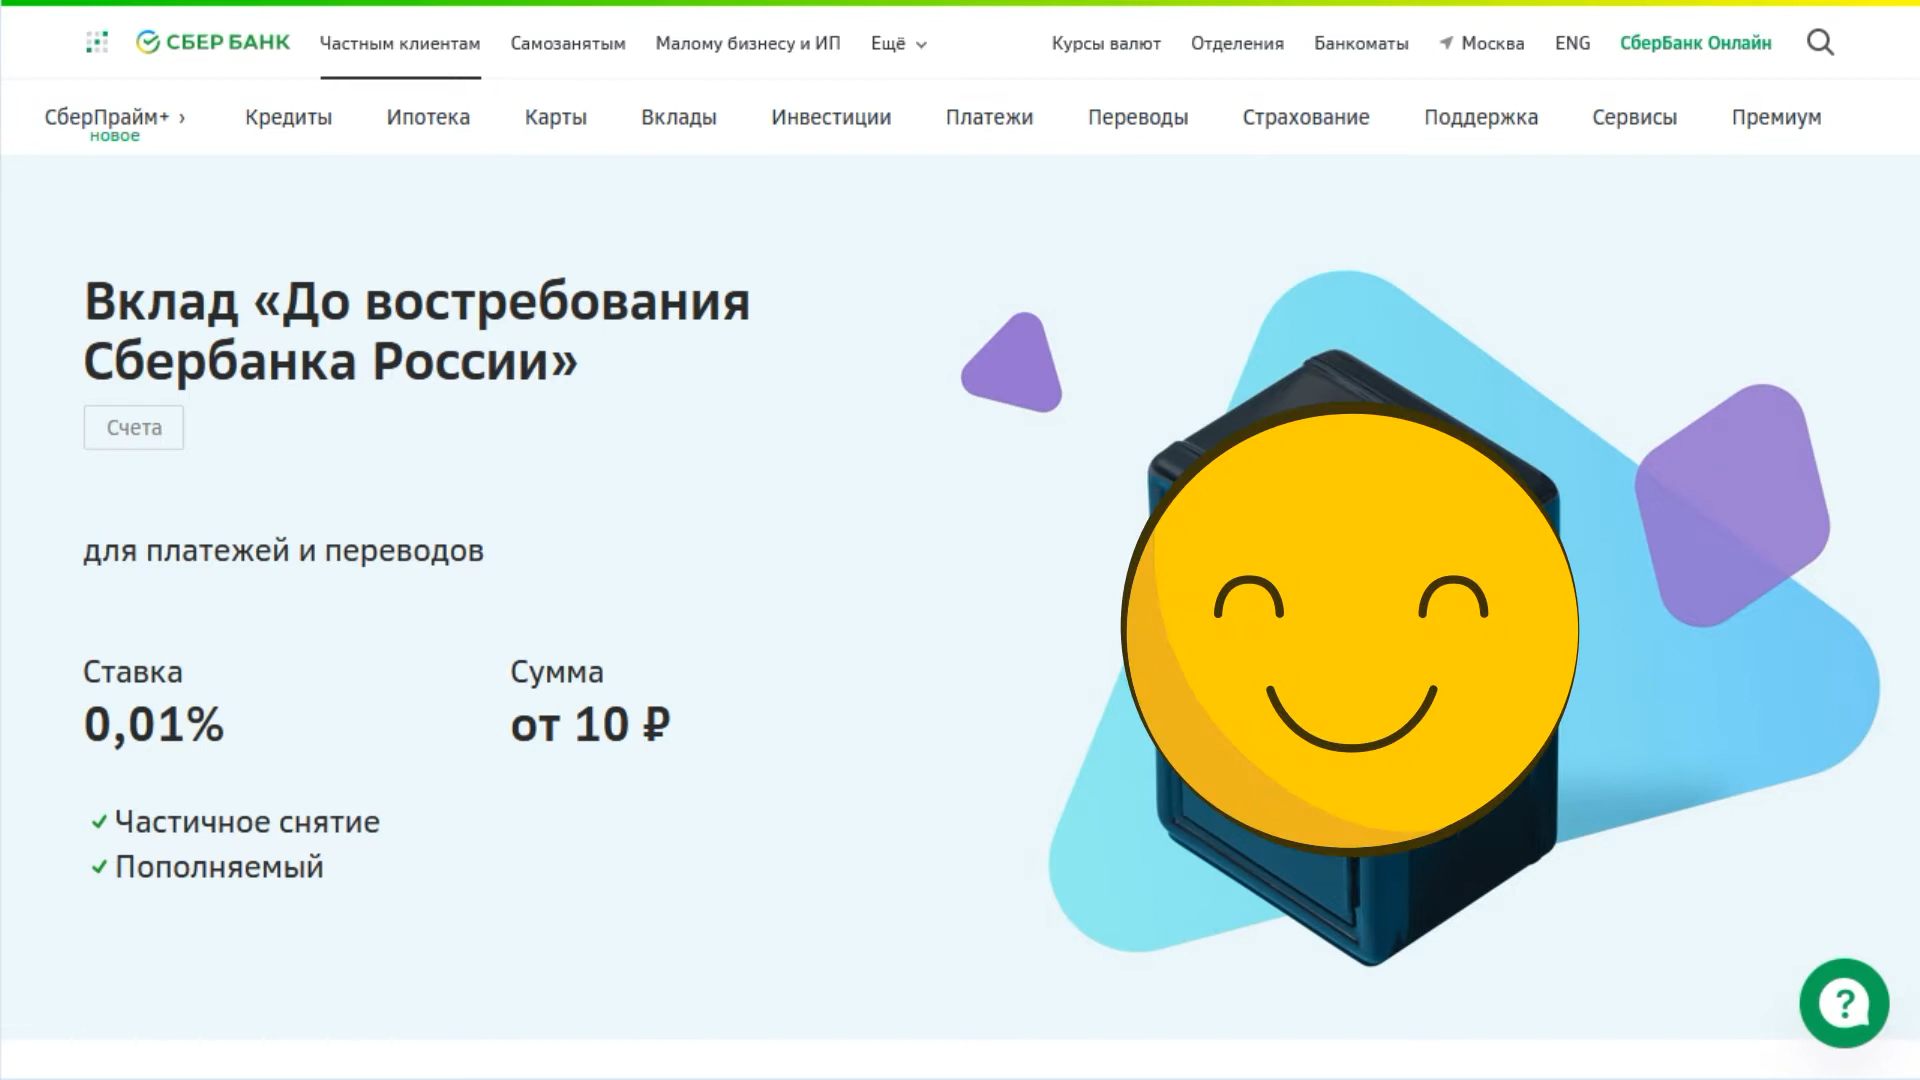 СБЕР БАНК
Частным клиентам
Самозанятым
Малому бизнесу и ИП
Ещё
Курсы валют
Отделения
Банкоматы
Москва
ENG
СберБанк Онлайн
СберПрайм+ ›
новое
Кредиты
Ипотека
Карты
Вклады
Инвестиции
Платежи
Переводы
Страхование
Поддержка
Сервисы
Премиум
Вклад «До востребования
Сбербанка России»
Счета
для платежей и переводов
Ставка
0,01%
Сумма
от 10 ₽
Частичное снятие
Пополняемый
?